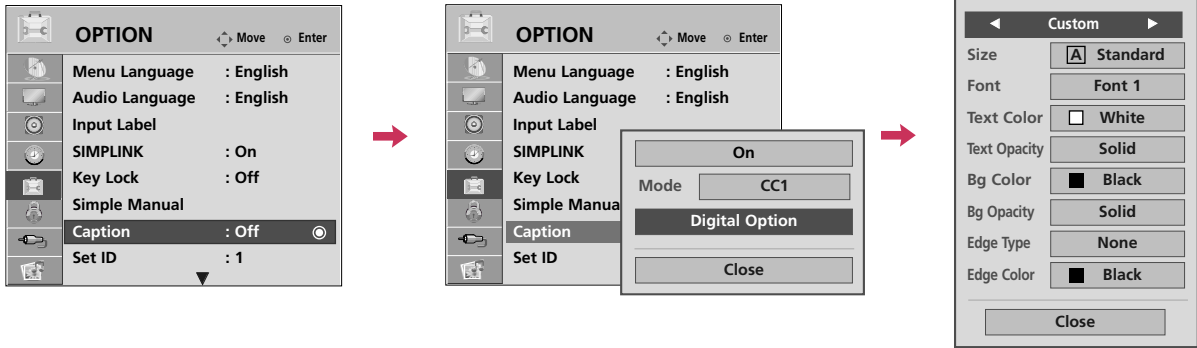 OPTION Move Enter
Menu Language : English
Audio Language : English
Input Label
SIMPLINK : On
Key Lock : Off
Simple Manual
Caption : Off
Set ID : 1
OPTION Move Enter
Menu Language : English
Audio Language : English
Input Label
SIMPLINK
Key Lock
Simple Manua
Caption
Set ID
On
Mode CC1
Digital Option
Close
Custom
Size A Standard
Font Font 1
Text Color White
Text Opacity Solid
Bg Color Black
Bg Opacity Solid
Edge Type None
Edge Color Black
Close